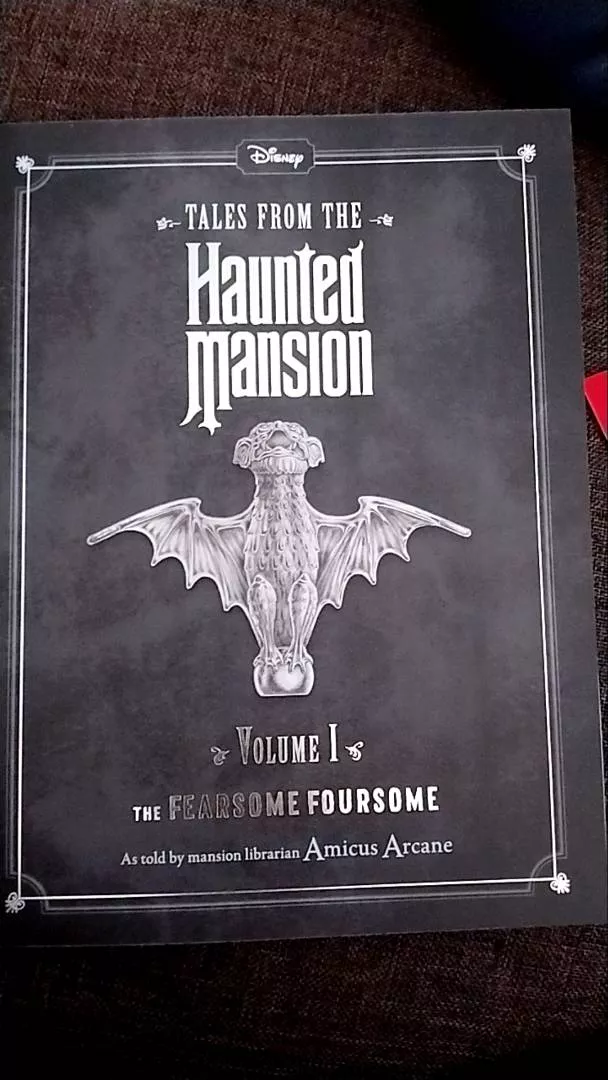 Disney
TALES FROM THE
Haunted
mansion
VOLUME I
THE FEARSOME FOURSOME
As told by mansion librarian Amicus Arcane